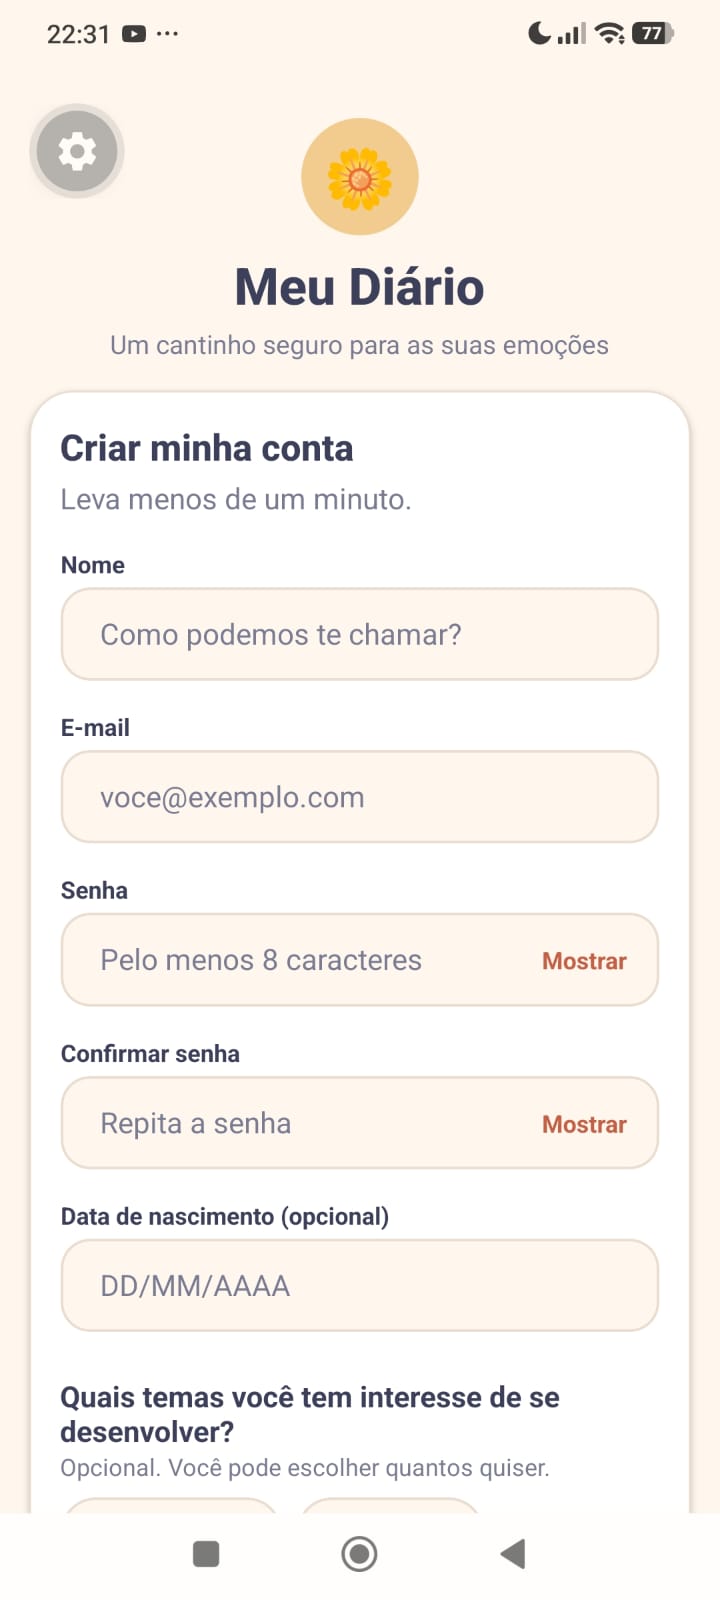 22:31
77
Meu Diário
Um cantinho seguro para as suas emoções
Criar minha conta
Leva menos de um minuto.
Nome
Como podemos te chamar?
E-mail
voce@exemplo.com
Senha
Pelo menos 8 caracteres
Mostrar
Confirmar senha
Repita a senha
Mostrar
Data de nascimento (opcional)
DD/MM/AAAA
Quais temas você tem interesse de se
desenvolver?
Opcional. Você pode escolher quantos quiser.